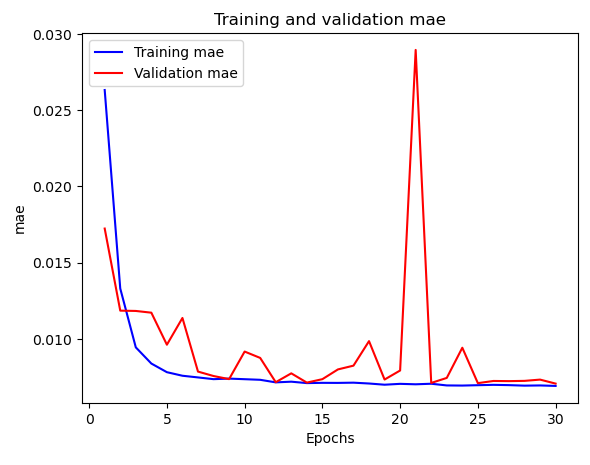 Training and validation mae
0.030
Training mae
Validation mae
0.025
0.020
0.015
0.010
mae
0 5 10 15 20 25 30
Epochs